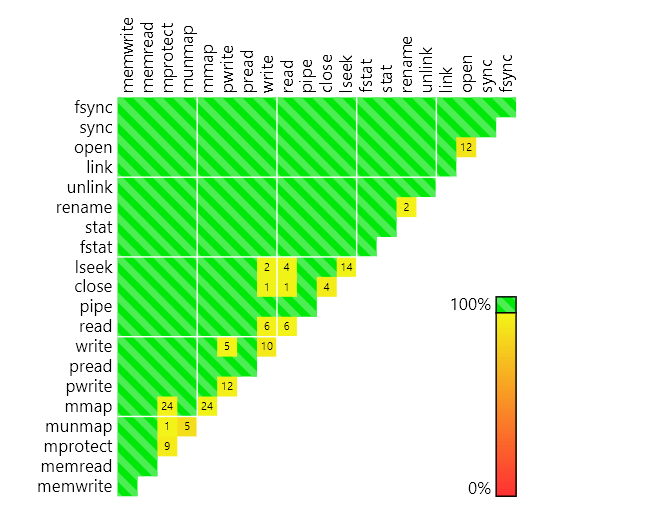 memwrite
memread
mprotect
munmap
mmap
pwrite
pread
write
read
pipe
close
lseek
fstat
stat
rename
unlink
link
open
sync
fsync
fsync
sync
open 12
link
unlink
rename 2
stat
fstat
lseek 2 4 14
close 1 1 4
pipe
100%
read 6 6
write 5 10
pread
pwrite 12
mmap 24 24
munmap 1 5
mprotect 9
memread
memwrite
0%